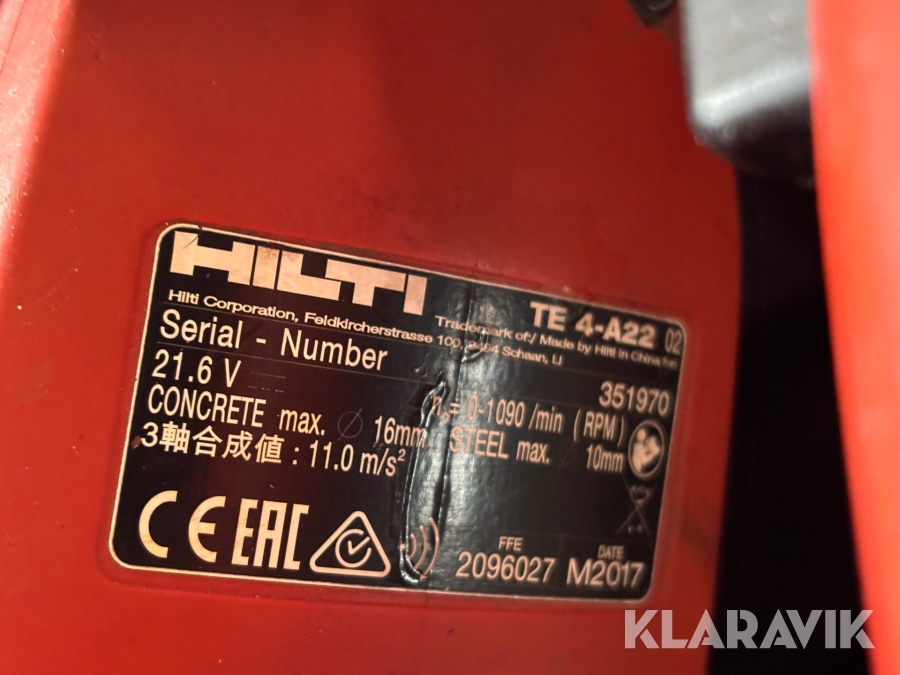 HILTI
TE 4-A22 02
Hilti Corporation, Feldkircherstrasse 100, 9494 Schaan, LI
Trademark of / Made by Hilti in China
Serial - Number 351970
21.6 V n₀= 0-1090 /min (RPM)
CONCRETE max. Ø 16mm STEEL max. 10mm
3軸合成値 : 11.0 m/s²
CE EAC
FFE DATE
2096027 M2017
KLARAVIK